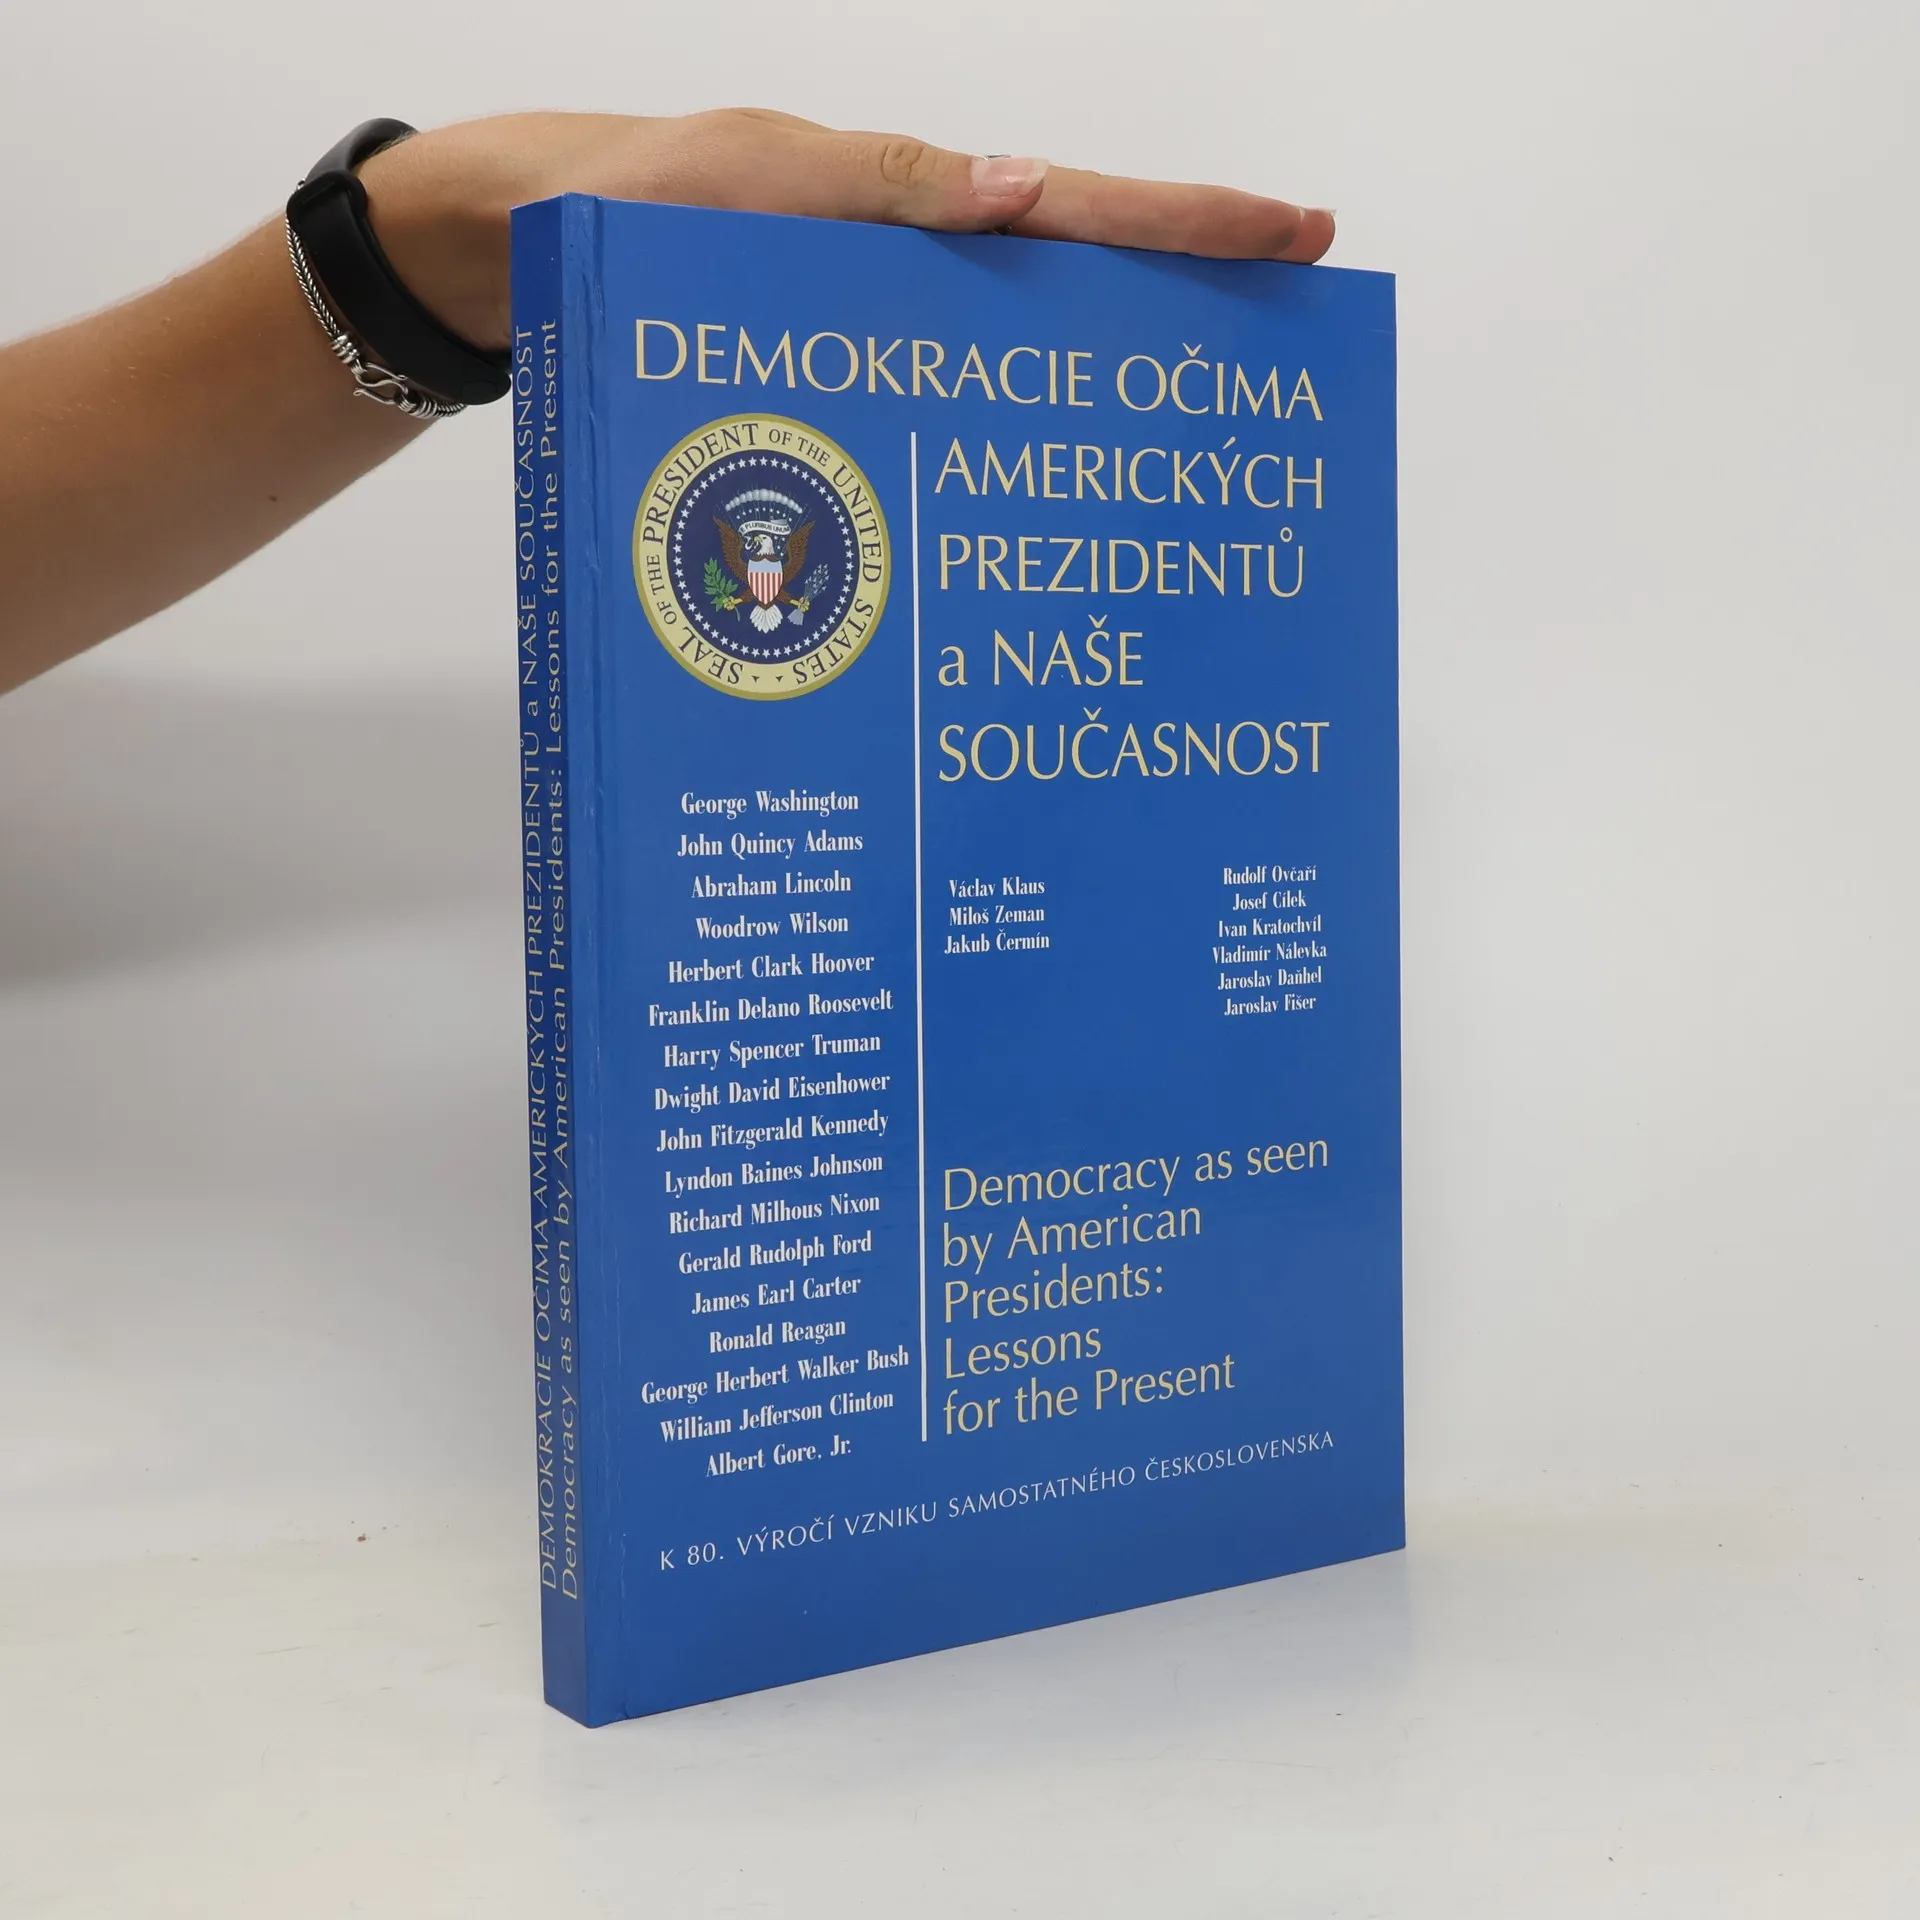 DEMOKRACIE OČIMA AMERICKÝCH PREZIDENTŮ a NAŠE SOUČASNOST
Democracy as seen by American Presidents: Lessons for the Present
DEMOKRACIE OČIMA
AMERICKÝCH
PREZIDENTŮ
a NAŠE
SOUČASNOST
SEAL OF THE PRESIDENT OF THE UNITED STATES
E PLURIBUS UNUM
George Washington
John Quincy Adams
Abraham Lincoln
Woodrow Wilson
Herbert Clark Hoover
Franklin Delano Roosevelt
Harry Spencer Truman
Dwight David Eisenhower
John Fitzgerald Kennedy
Lyndon Baines Johnson
Richard Milhous Nixon
Gerald Rudolph Ford
James Earl Carter
Ronald Reagan
George Herbert Walker Bush
William Jefferson Clinton
Albert Gore, Jr.
Václav Klaus
Miloš Zeman
Jakub Čermín
Rudolf Ovčaří
Josef Cílek
Ivan Kratochvíl
Vladimír Nálevka
Jaroslav Daňhel
Jaroslav Fišer
Democracy as seen
by American
Presidents:
Lessons
for the Present
K 80. VÝROČÍ VZNIKU SAMOSTATNÉHO ČESKOSLOVENSKA